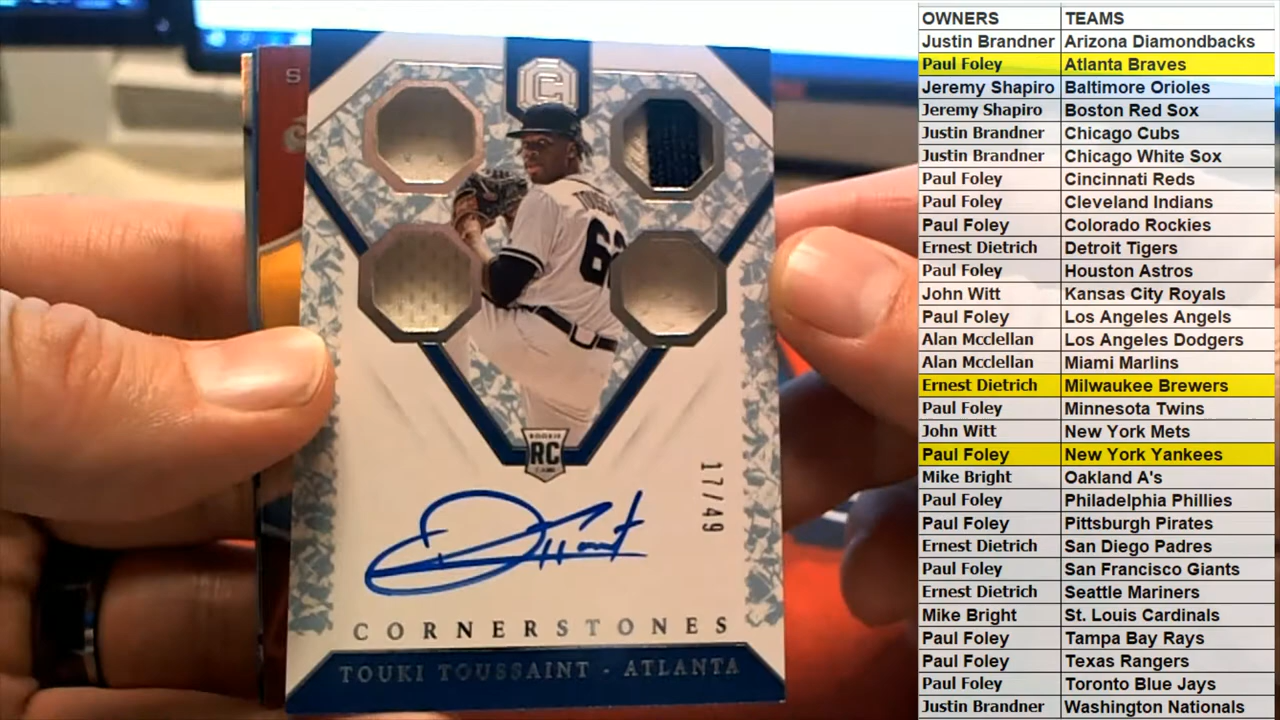 S
C
62
ROOKIE
RC
CARD
17/49
CORNERSTONES
TOUKI TOUSSAINT - ATLANTA
OWNERS TEAMS
Justin Brandner Arizona Diamondbacks
Paul Foley Atlanta Braves
Jeremy Shapiro Baltimore Orioles
Jeremy Shapiro Boston Red Sox
Justin Brandner Chicago Cubs
Justin Brandner Chicago White Sox
Paul Foley Cincinnati Reds
Paul Foley Cleveland Indians
Paul Foley Colorado Rockies
Ernest Dietrich Detroit Tigers
Paul Foley Houston Astros
John Witt Kansas City Royals
Paul Foley Los Angeles Angels
Alan Mcclellan Los Angeles Dodgers
Alan Mcclellan Miami Marlins
Ernest Dietrich Milwaukee Brewers
Paul Foley Minnesota Twins
John Witt New York Mets
Paul Foley New York Yankees
Mike Bright Oakland A's
Paul Foley Philadelphia Phillies
Paul Foley Pittsburgh Pirates
Ernest Dietrich San Diego Padres
Paul Foley San Francisco Giants
Ernest Dietrich Seattle Mariners
Mike Bright St. Louis Cardinals
Paul Foley Tampa Bay Rays
Paul Foley Texas Rangers
Paul Foley Toronto Blue Jays
Justin Brandner Washington Nationals